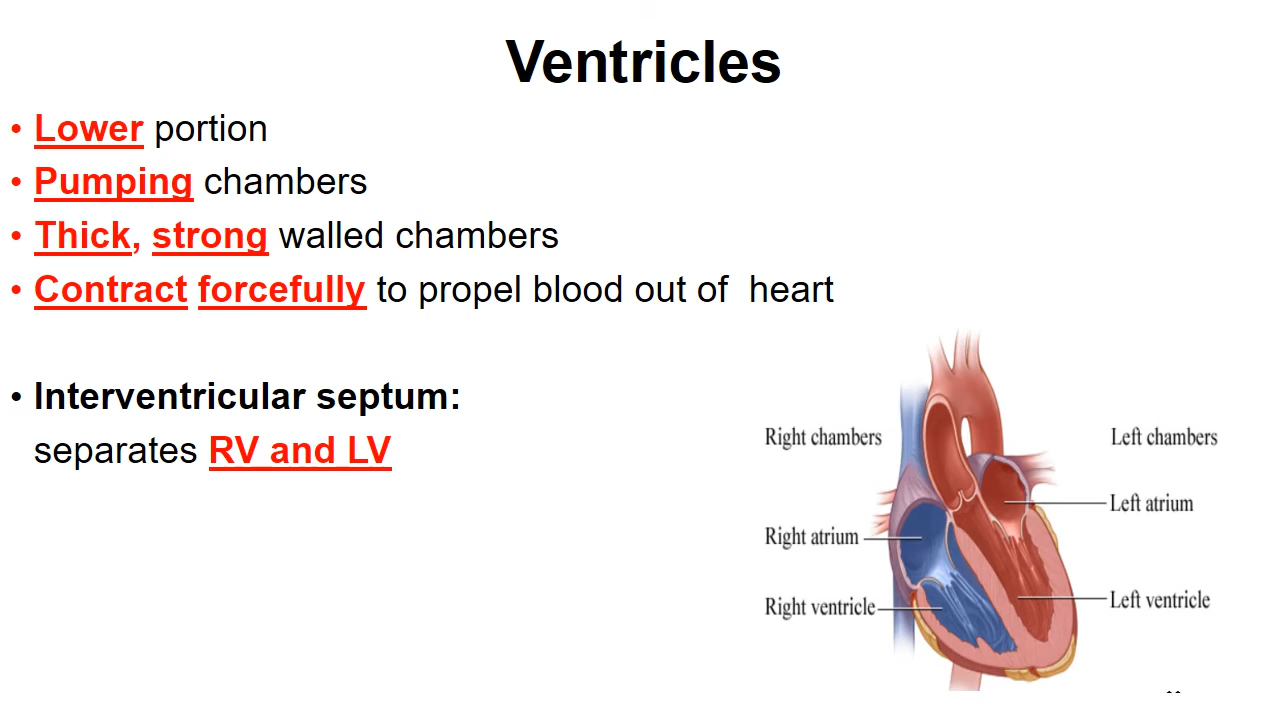 Ventricles
• Lower portion
• Pumping chambers
• Thick, strong walled chambers
• Contract forcefully to propel blood out of heart
• Interventricular septum:
separates RV and LV
Right chambers
Left chambers
Left atrium
Right atrium
Right ventricle
Left ventricle